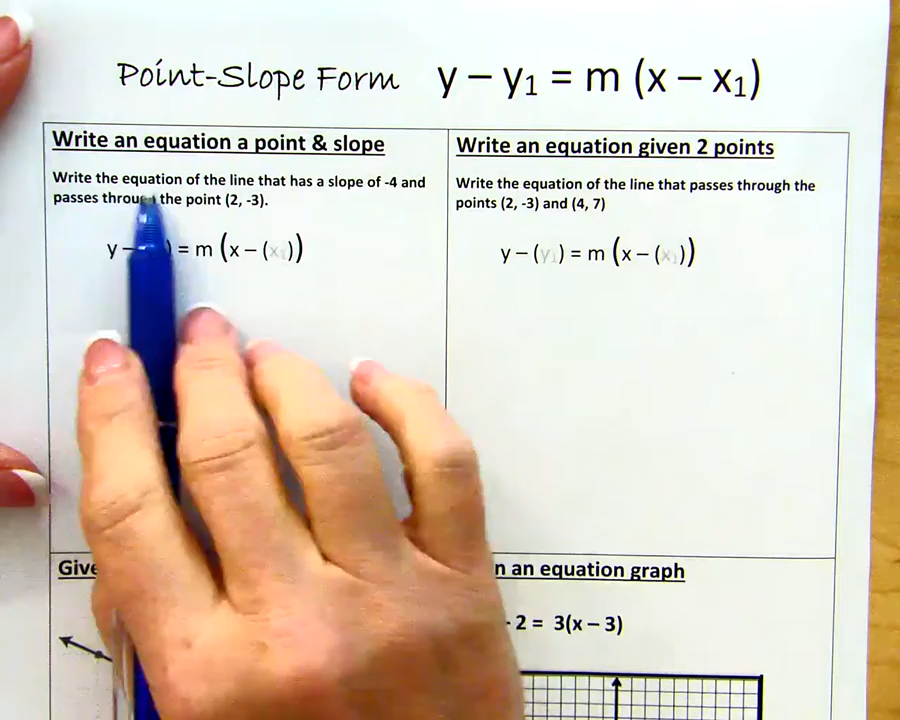 Point-Slope Form y – y₁ = m (x – x₁)
Write an equation a point & slope
Write the equation of the line that has a slope of -4 and
passes through the point (2, -3).
y – ) = m (x – (x₁))
Write an equation given 2 points
Write the equation of the line that passes through the
points (2, -3) and (4, 7)
y – (y₁) = m (x – (x₁))
Give
n an equation graph
- 2 = 3(x – 3)